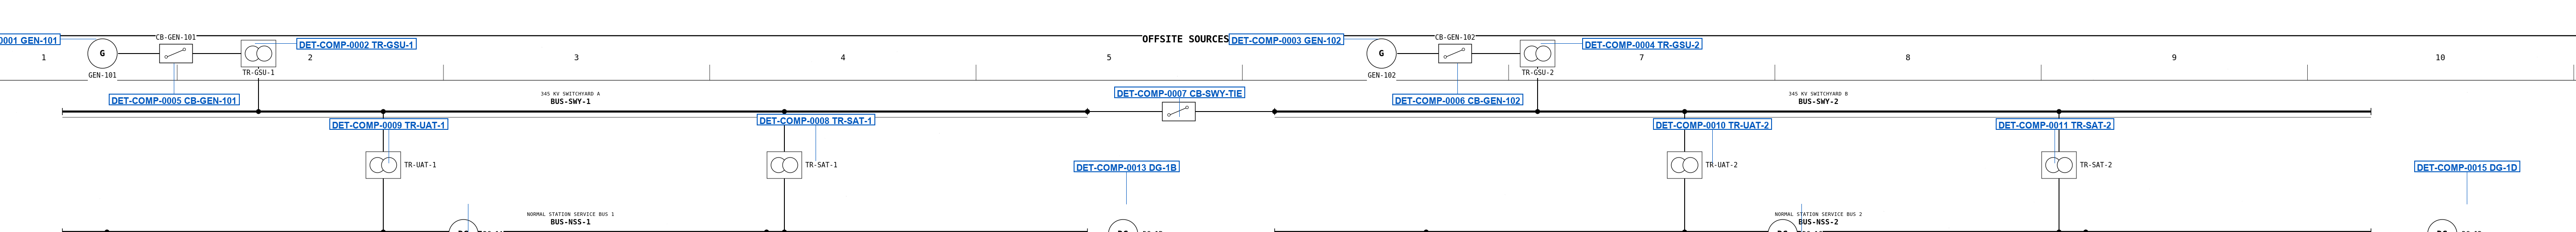 CB-GEN-101
OFFSITE SOURCES
CB-GEN-102
0001 GEN-101
G
DET-COMP-0002 TR-GSU-1
DET-COMP-0003 GEN-102
G
DET-COMP-0004 TR-GSU-2
1
2
3
4
5
7
8
9
10
GEN-101
TR-GSU-1
GEN-102
TR-GSU-2
DET-COMP-0005 CB-GEN-101
345 KV SWITCHYARD A
BUS-SWY-1
DET-COMP-0007 CB-SWY-TIE
DET-COMP-0006 CB-GEN-102
345 KV SWITCHYARD B
BUS-SWY-2
DET-COMP-0009 TR-UAT-1
DET-COMP-0008 TR-SAT-1
DET-COMP-0010 TR-UAT-2
DET-COMP-0011 TR-SAT-2
TR-UAT-1
TR-SAT-1
DET-COMP-0013 DG-1B
TR-UAT-2
TR-SAT-2
DET-COMP-0015 DG-1D
NORMAL STATION SERVICE BUS 1
BUS-NSS-1
NORMAL STATION SERVICE BUS 2
BUS-NSS-2